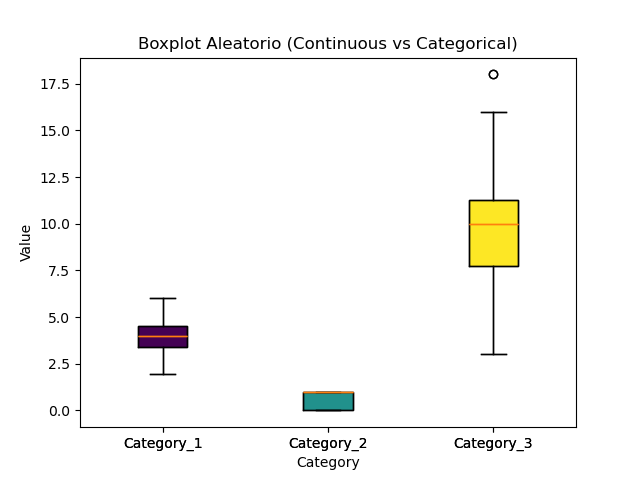 Boxplot Aleatorio (Continuous vs Categorical)
17.5
15.0
12.5
10.0
7.5
5.0
2.5
0.0
Value
Category_1 Category_2 Category_3
Category